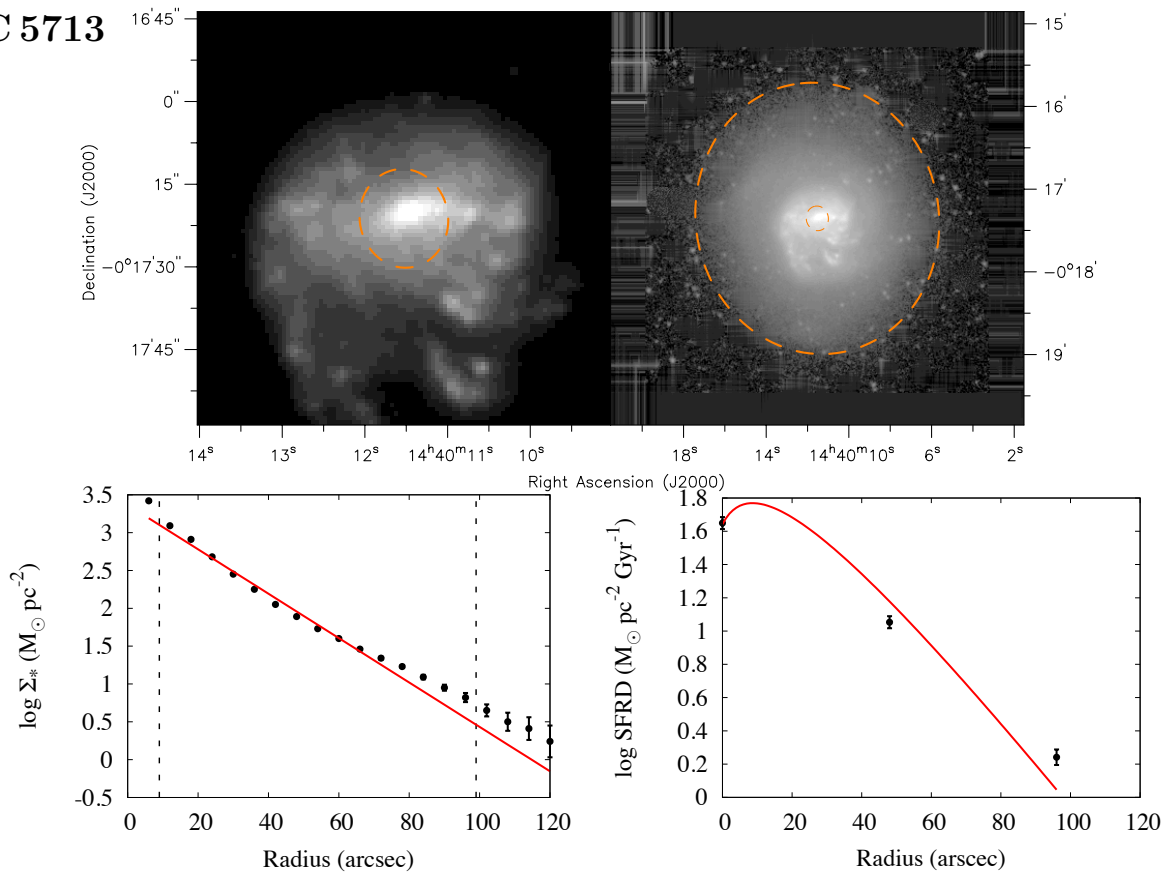 C 5713
16'45"
0"
15"
−0°17'30"
17'45"
Declination (J2000)
15'
16'
17'
−0°18'
19'
14ˢ 13ˢ 12ˢ 14ʰ40ᵐ11ˢ 10ˢ
18ˢ 14ˢ 14ʰ40ᵐ10ˢ 6ˢ 2ˢ
Right Ascension (J2000)
3.5
3
2.5
2
1.5
1
0.5
0
-0.5
log Σ* (M☉ pc⁻²)
0 20 40 60 80 100 120
Radius (arcsec)
1.8
1.6
1.4
1.2
1
0.8
0.6
0.4
0.2
0
log SFRD (M☉ pc⁻² Gyr⁻¹)
0 20 40 60 80 100 120
Radius (arscec)